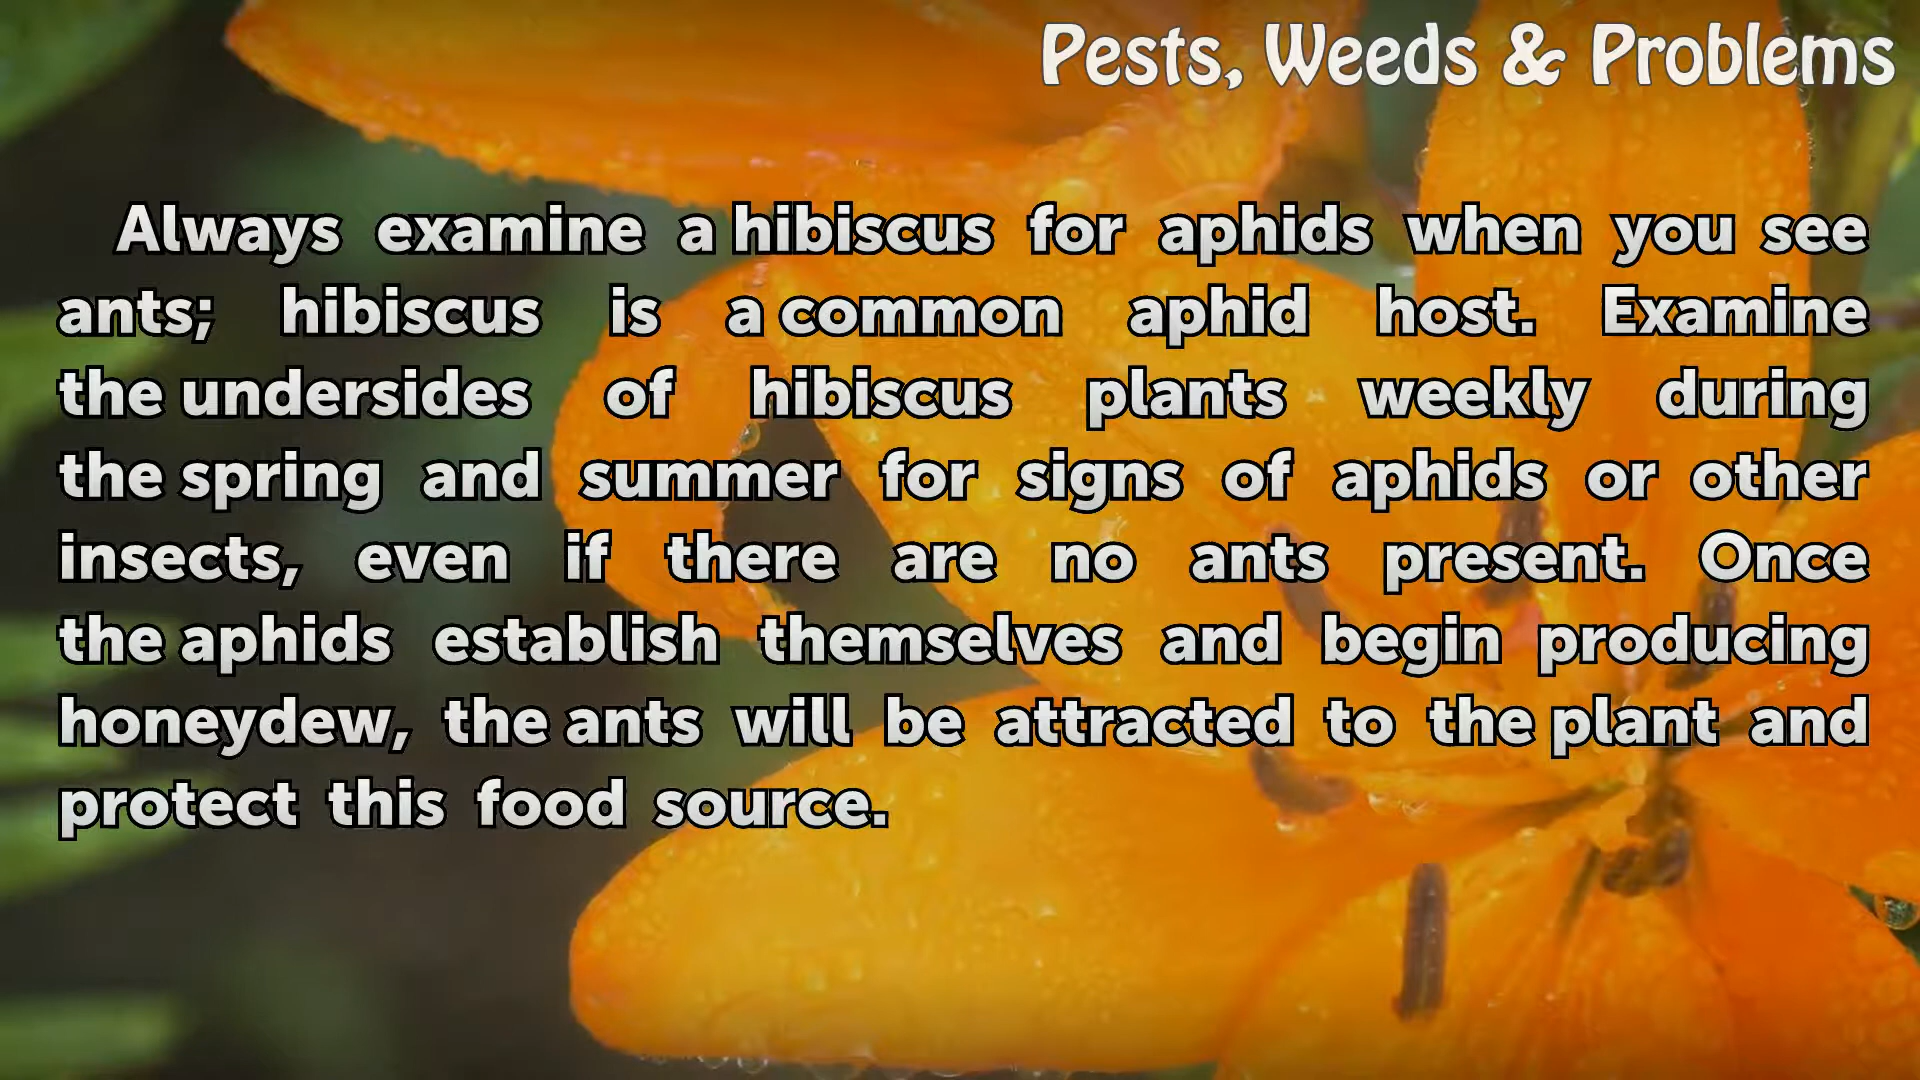 Pests, Weeds & Problems
Always examine a hibiscus for aphids when you see
ants; hibiscus is a common aphid host. Examine
the undersides of hibiscus plants weekly during
the spring and summer for signs of aphids or other
insects, even if there are no ants present. Once
the aphids establish themselves and begin producing
honeydew, the ants will be attracted to the plant and
protect this food source.